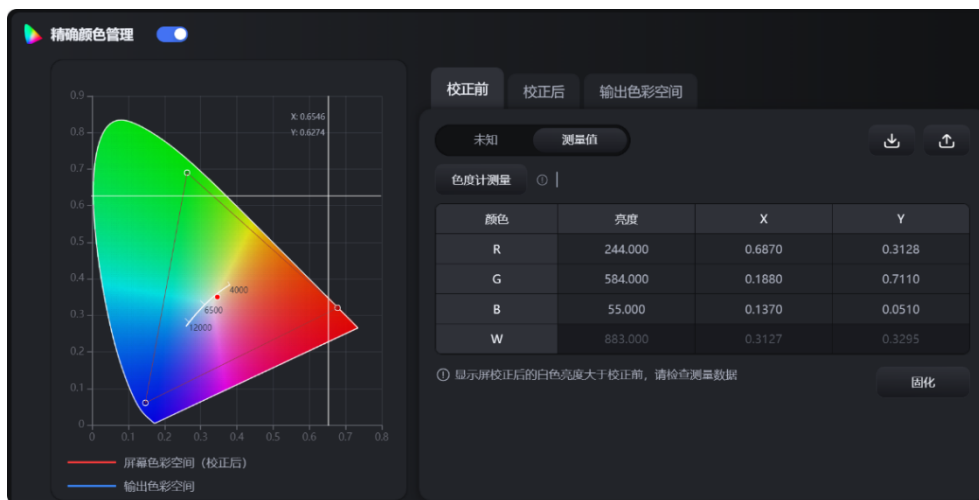 精确颜色管理
校正前 校正后 输出色彩空间
未知 测量值
色度计测量
颜色 亮度 X Y
R 244.000 0.6870 0.3128
G 584.000 0.1880 0.7110
B 55.000 0.1370 0.0510
W 883.000 0.3127 0.3295
显示屏校正后的白色亮度大于校正前，请检查测量数据
固化
X: 0.6546
Y: 0.6274
0.9
0.8
0.7
0.6
0.5
0.4
0.3
0.2
0.1
0
0 0.1 0.2 0.3 0.4 0.5 0.6 0.7 0.8
4000
6500
12000
屏幕色彩空间（校正后）
输出色彩空间